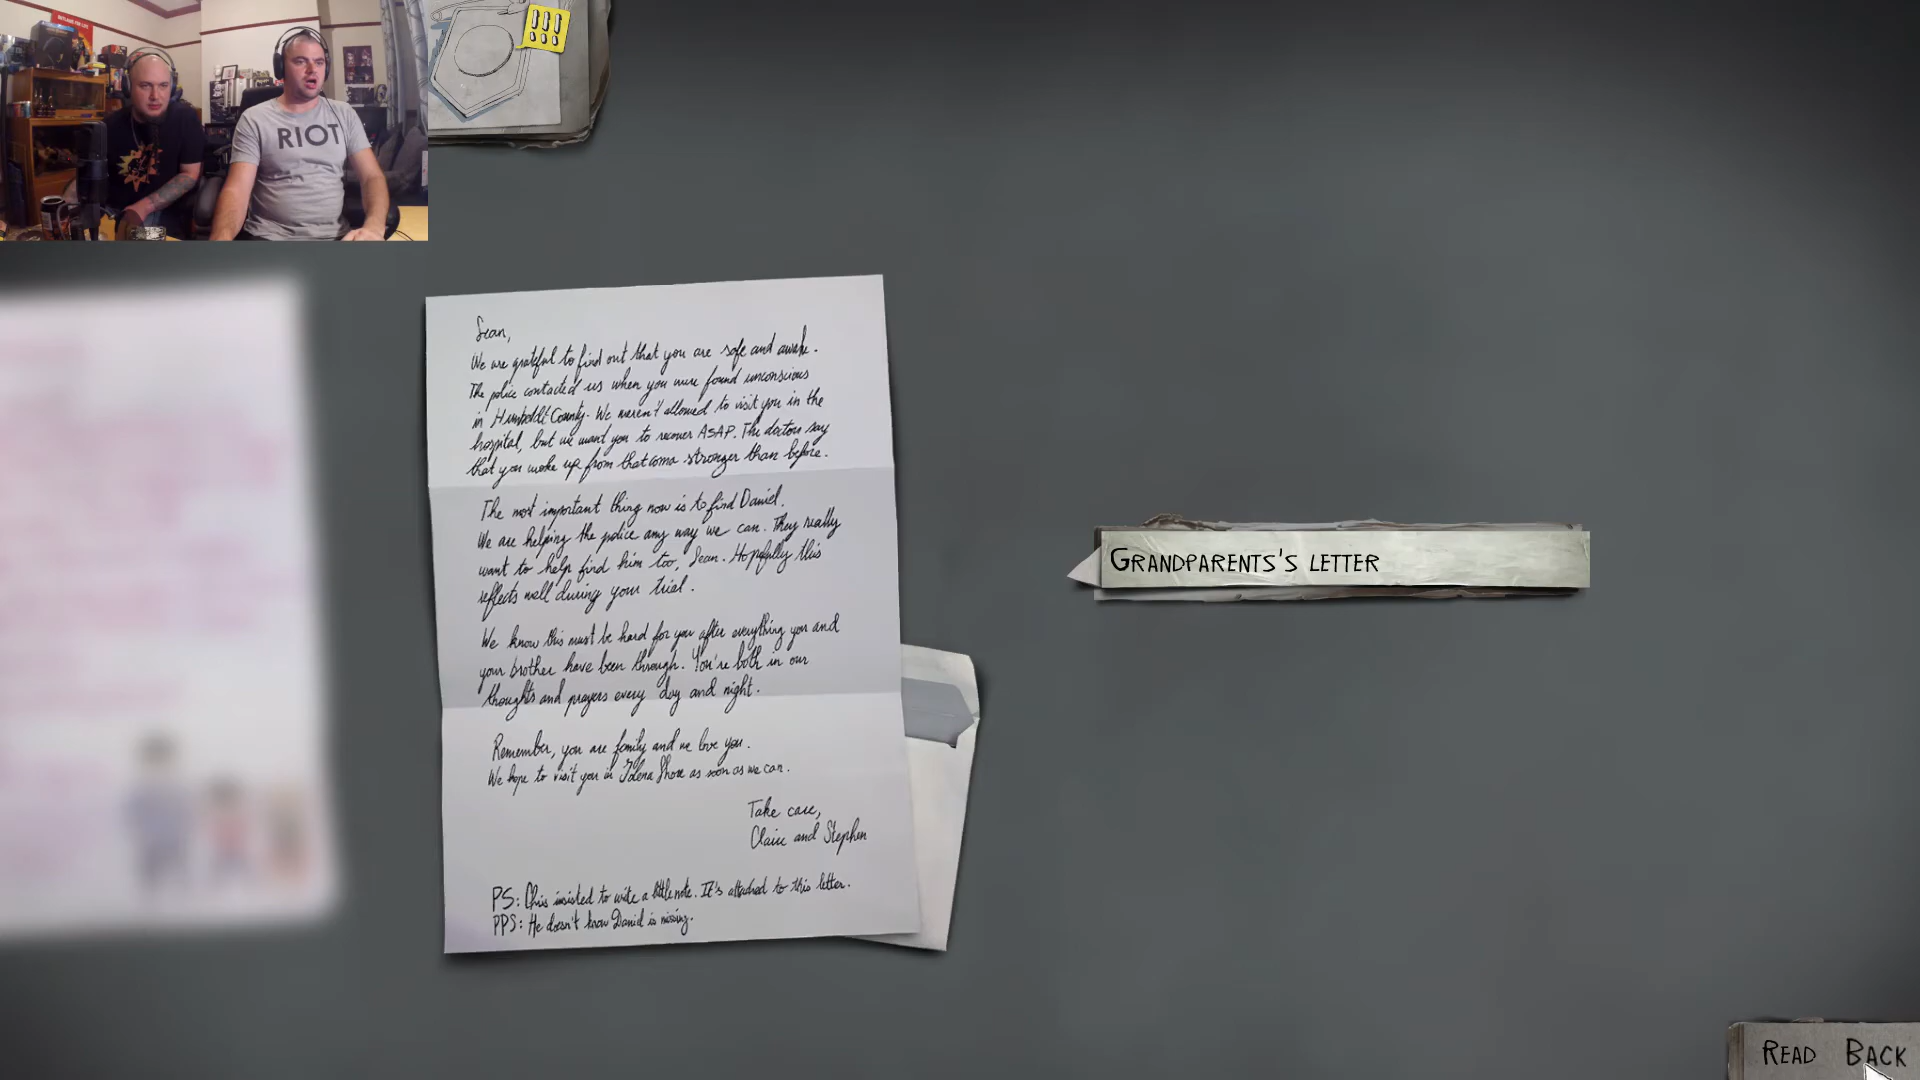 RIOT
!!!
Sean,
We are grateful to find out that you are safe and awake.
The police contacted us when you were found unconscious
in Humboldt County. We weren't allowed to visit you in the
hospital, but we want you to recover ASAP. The doctors say
that you woke up from that coma stronger than before.
The most important thing now is to find Daniel.
We are helping the police any way we can. They really
want to help find him too, Sean. Hopefully this
reflects well during your trial.
We know this must be hard for you after everything you and
your brother have been through. You're both in our
thoughts and prayers every day and night.
Remember, you are family and we love you.
We hope to visit you in Shore as soon as we can.
Take care,
Claire and Stephen
PS: Chris insisted to write a little note. It's attached to this letter.
PPS: He doesn't know Daniel is missing.
GRANDPARENTS'S LETTER
READ BACK